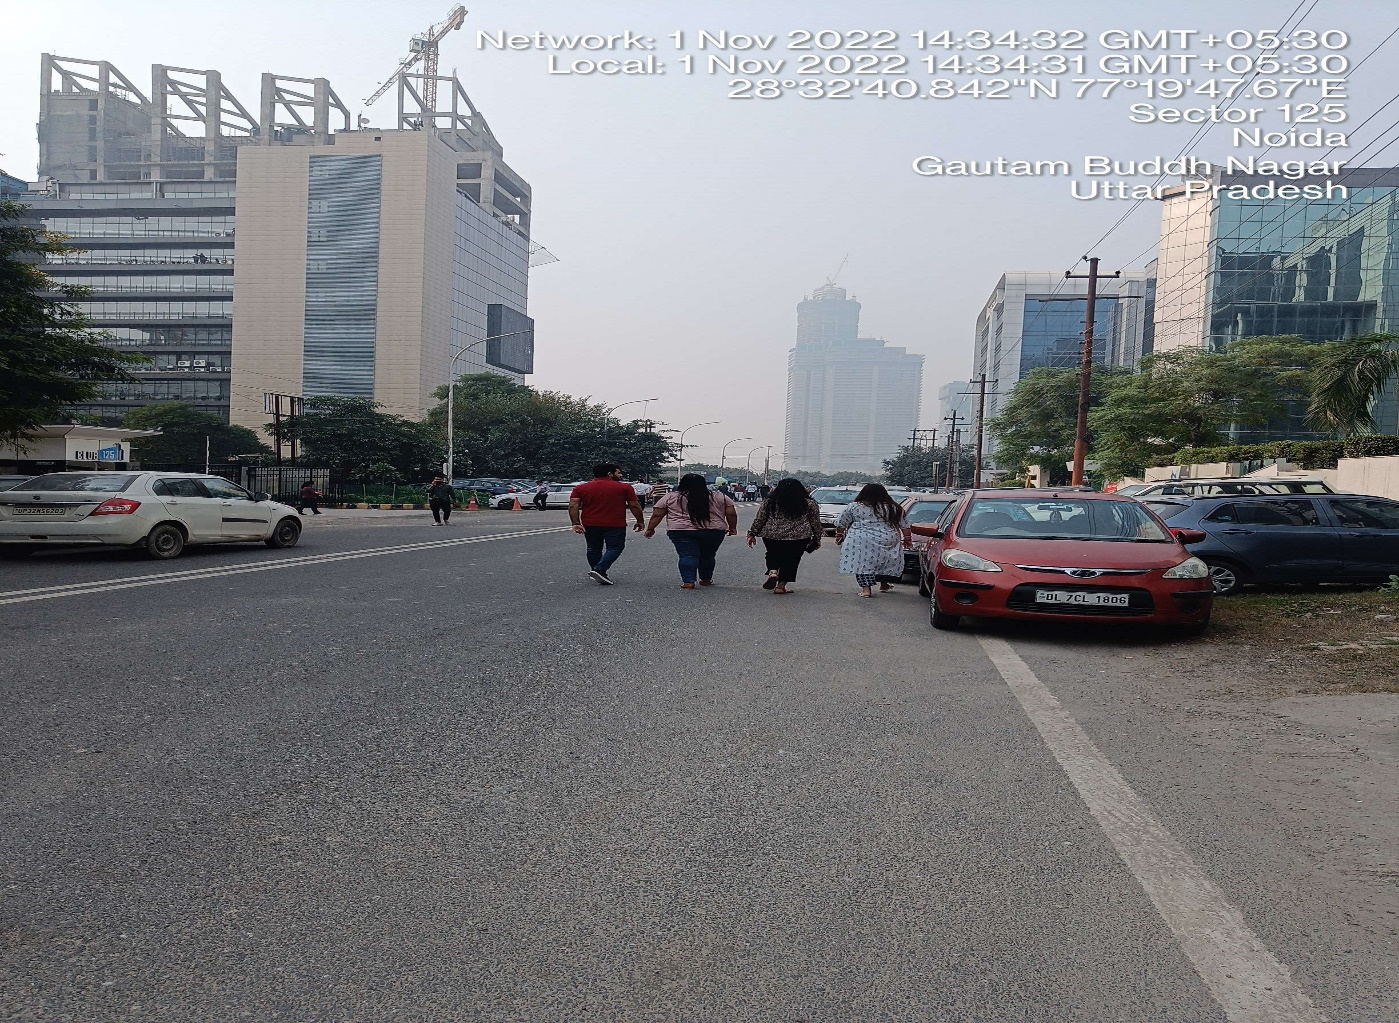 Network: 1 Nov 2022 14:34:32 GMT+05:30
Local: 1 Nov 2022 14:34:31 GMT+05:30
28°32'40.842"N 77°19'47.67"E
Sector 125
Noida
Gautam Buddh Nagar
Uttar Pradesh
125
DL 7CL 1806